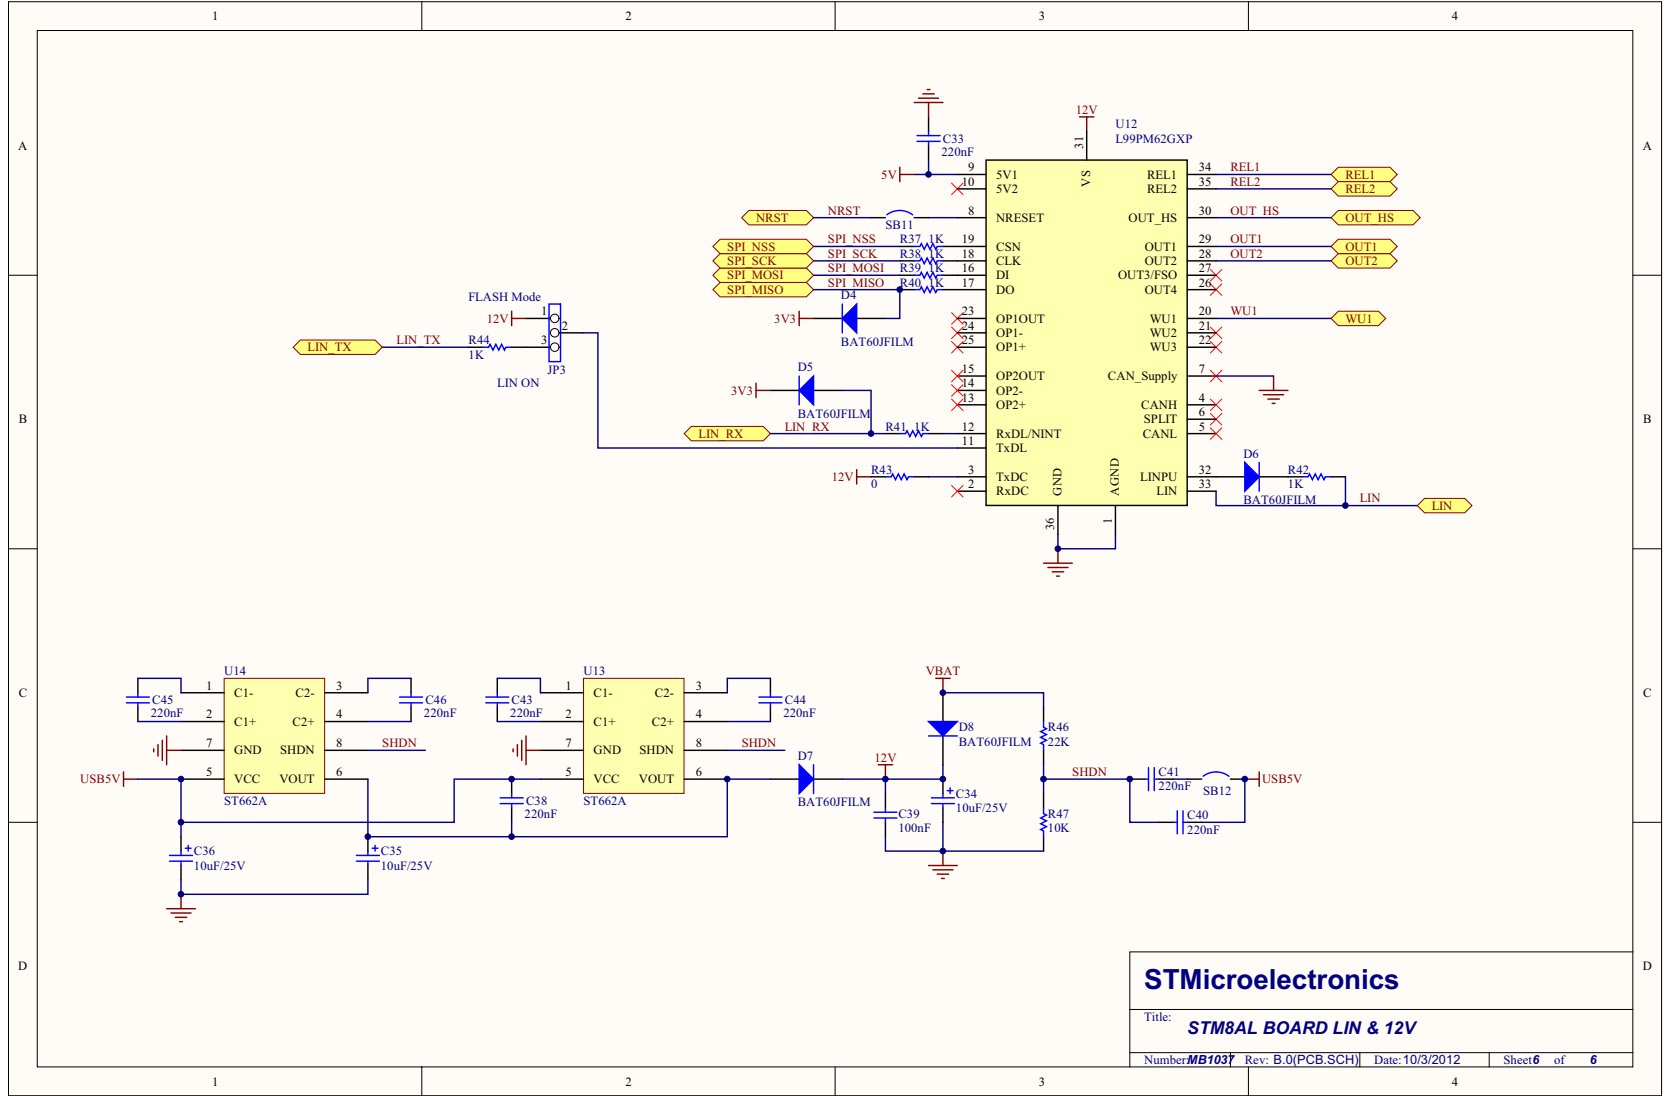 1 2 3 4
A A
B B
C C
D D
12V
U12
L99PM62GXP
31
VS
C33
220nF
5V
9 5V1
10 5V2
NRST NRST SB11 8 NRESET
SPI_NSS SPI_NSS R37 1K 19 CSN
SPI_SCK SPI_SCK R38 1K 18 CLK
SPI_MOSI SPI_MOSI R39 1K 16 DI
SPI_MISO SPI_MISO R40 1K 17 DO
D4
3V3
BAT60JFILM
23 OP1OUT
24 OP1-
25 OP1+
15 OP2OUT
14 OP2-
13 OP2+
D5
3V3
BAT60JFILM
LIN_RX LIN_RX R41 1K 12 RxDL/NINT
11 TxDL
12V R43 0 3 TxDC
2 RxDC
GND
36
AGND
1
REL1 34 REL1 REL1
REL2 35 REL2 REL2
OUT_HS 30 OUT_HS OUT_HS
OUT1 29 OUT1 OUT1
OUT2 28 OUT2 OUT2
OUT3/FSO 27
OUT4 26
WU1 20 WU1 WU1
WU2 21
WU3 22
CAN_Supply 7
CANH 4
SPLIT 6
CANL 5
LINPU 32
LIN 33
D6
BAT60JFILM
R42
1K
LIN LIN
FLASH Mode
12V 1
2
LIN_TX LIN_TX R44 3
1K
JP3
LIN ON
U14
1 C1- C2- 3
C45
220nF
C46
220nF
2 C1+ C2+ 4
7 GND SHDN 8 SHDN
USB5V 5 VCC VOUT 6
ST662A
C36
10uF/25V
C35
10uF/25V
U13
1 C1- C2- 3
C43
220nF
C44
220nF
2 C1+ C2+ 4
7 GND SHDN 8 SHDN
5 VCC VOUT 6
ST662A
C38
220nF
D7
BAT60JFILM
12V
C39
100nF
VBAT
D8
BAT60JFILM
+ C34
10uF/25V
R46
22K
SHDN
R47
10K
C41
220nF
SB12
USB5V
C40
220nF
STMicroelectronics
Title:
STM8AL BOARD LIN & 12V
Number:MB1037 Rev: B.0(PCB.SCH) Date:10/3/2012 Sheet 6 of 6
1 2 3 4